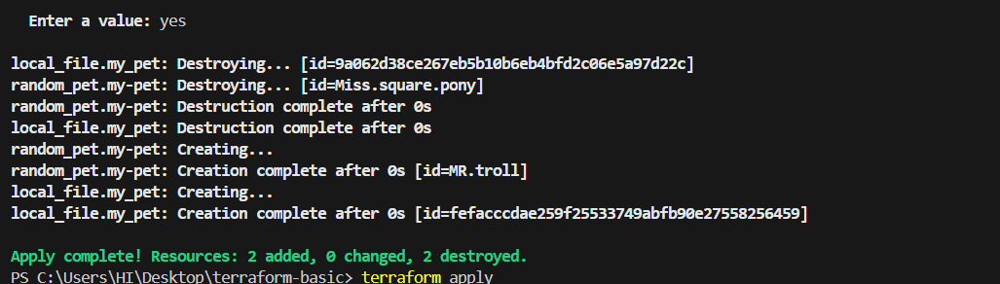 Enter a value: yes
local_file.my_pet: Destroying... [id=9a062d38ce267eb5b10b6eb4bfd2c06e5a97d22c]
random_pet.my-pet: Destroying... [id=Miss.square.pony]
random_pet.my-pet: Destruction complete after 0s
local_file.my_pet: Destruction complete after 0s
random_pet.my-pet: Creating...
random_pet.my-pet: Creation complete after 0s [id=MR.troll]
local_file.my_pet: Creating...
local_file.my_pet: Creation complete after 0s [id=fefacccdae259f25533749abfb90e27558256459]
Apply complete! Resources: 2 added, 0 changed, 2 destroyed.
PS C:\Users\HI\Desktop\terraform-basic> terraform apply